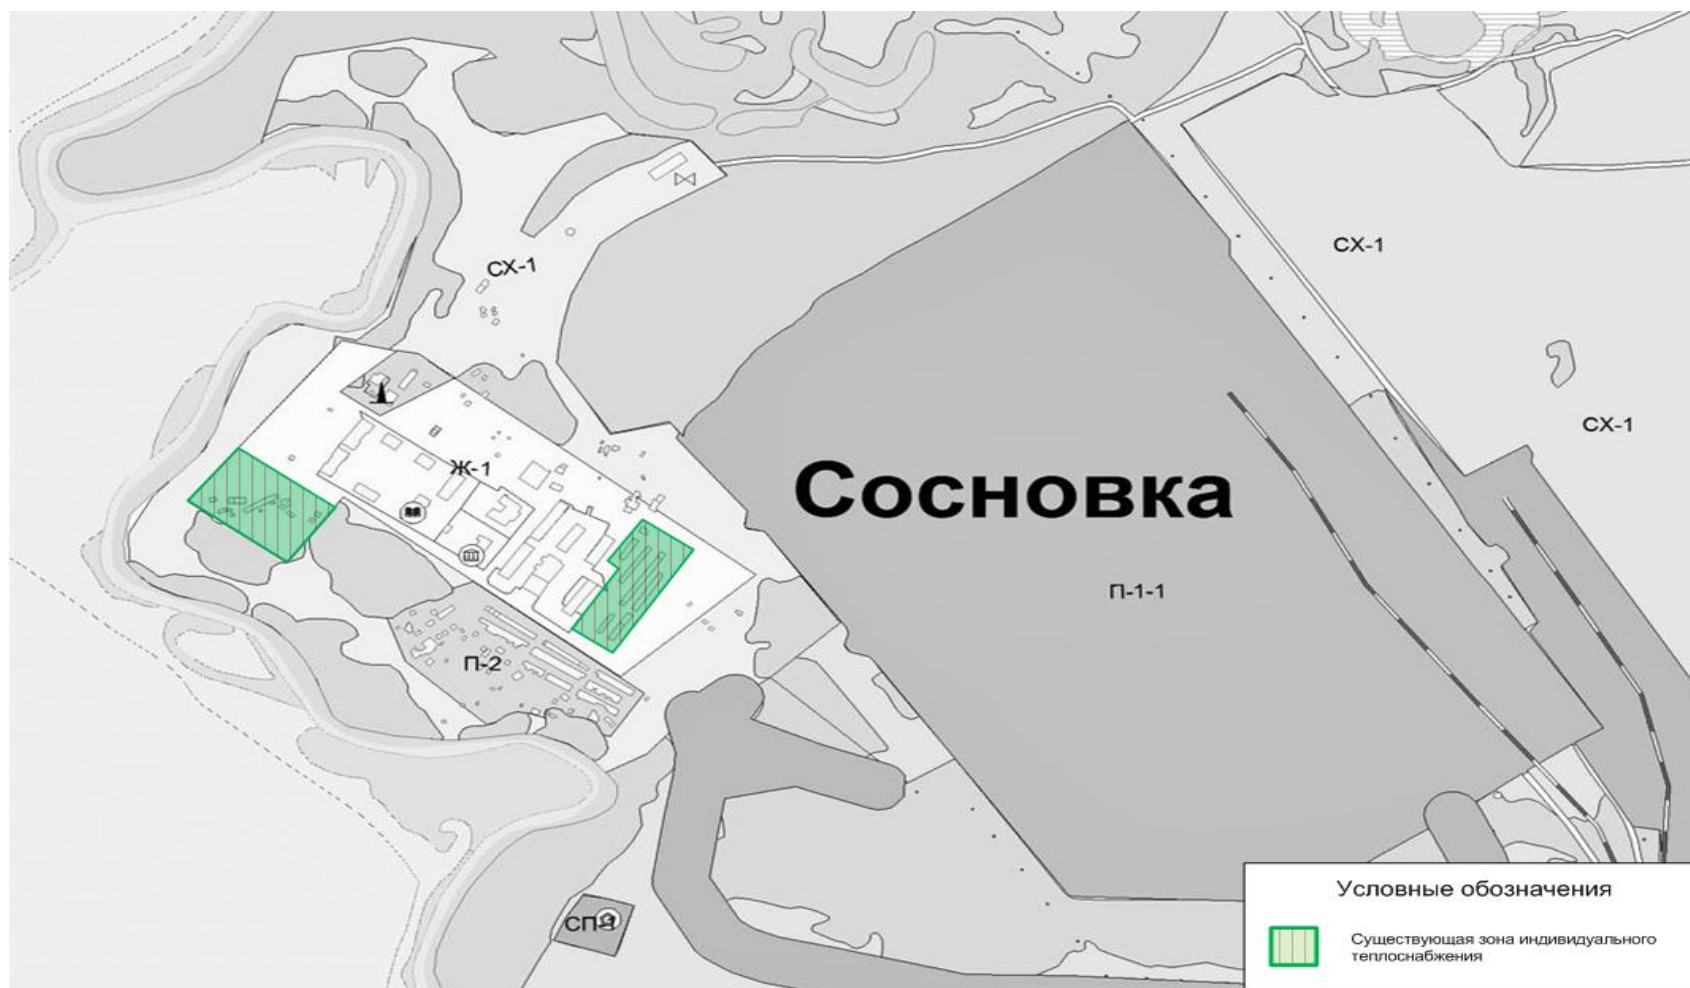 СХ-1
СХ-1
СХ-1
Ж-1
Сосновка
П-1-1
П-2
СП-1
Условные обозначения
Существующая зона индивидуального
теплоснабжения